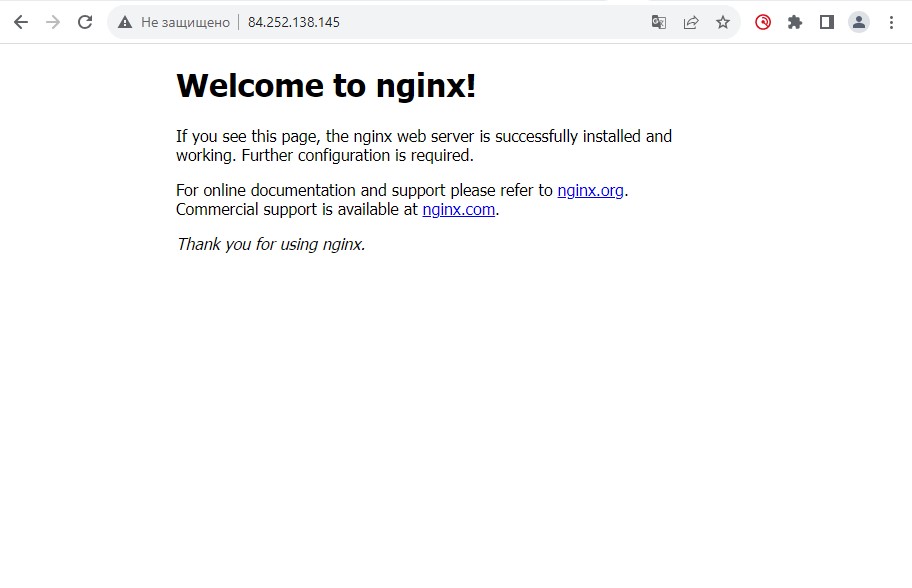 Не защищено 84.252.138.145
Welcome to nginx!
If you see this page, the nginx web server is successfully installed and
working. Further configuration is required.
For online documentation and support please refer to nginx.org.
Commercial support is available at nginx.com.
Thank you for using nginx.